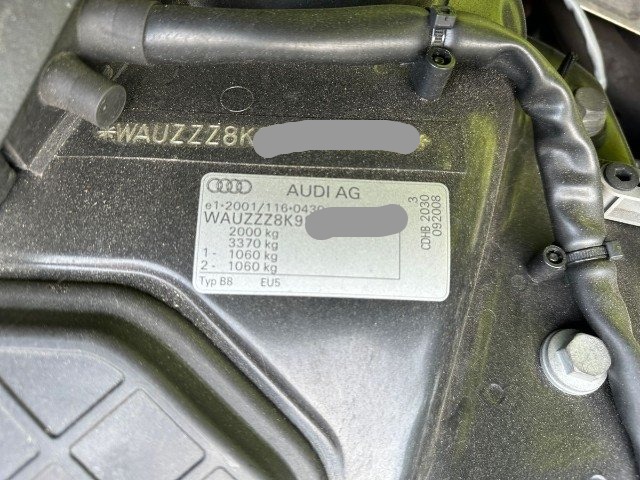 *WAUZZZ8K
AUDI AG
e1*2001/116*0430
WAUZZZ8K9
2000 kg
3370 kg
1- 1060 kg
2- 1060 kg
Typ B8 EU5
3
CDHB 2030
092008